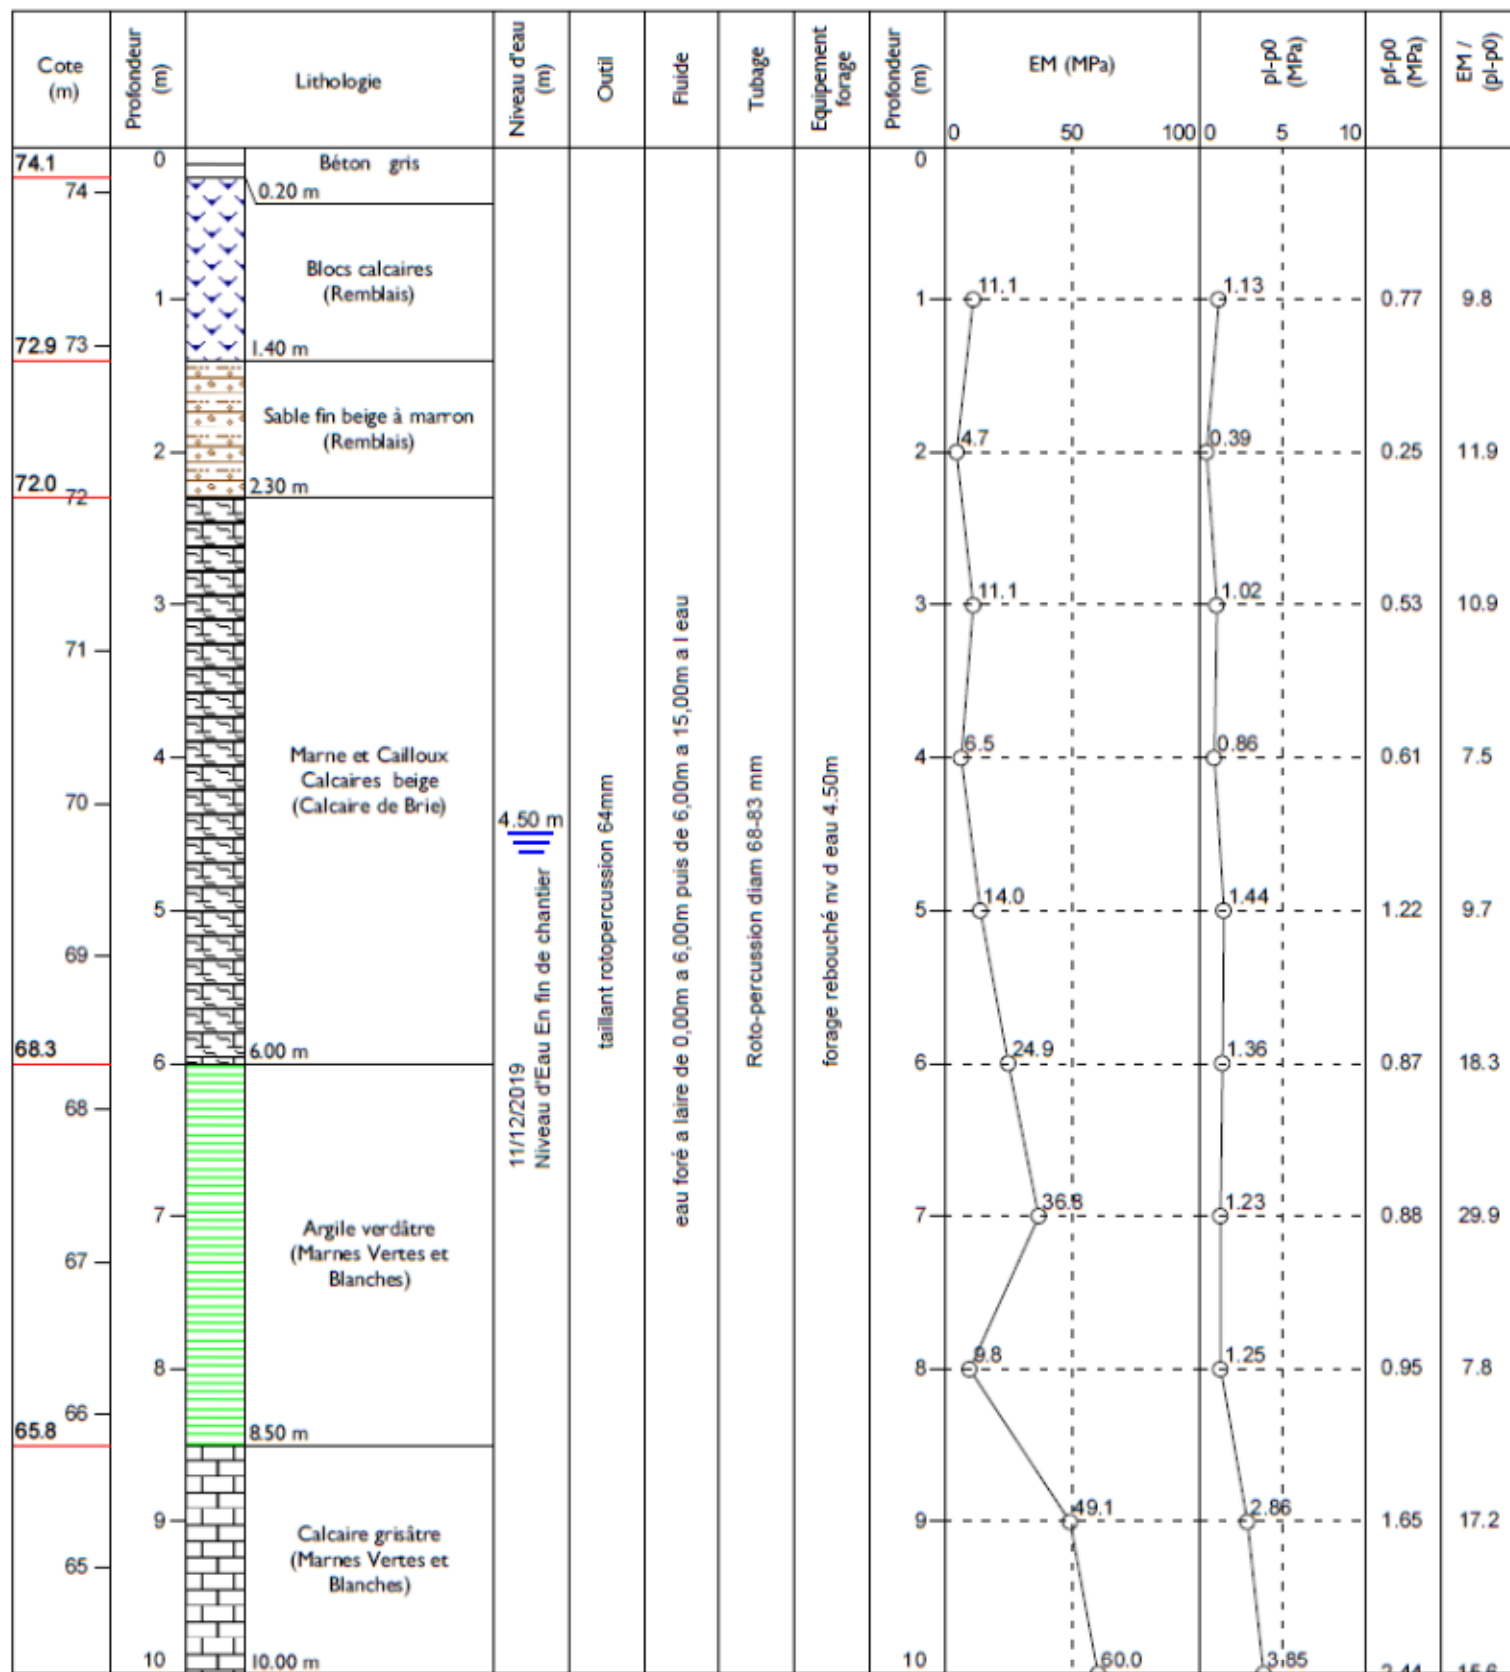 Cote
(m)
Profondeur
(m)
Lithologie
Niveau d'eau
(m)
Outil
Fluide
Tubage
Equipement
forage
Profondeur
(m)
EM (MPa)
0 50 100
pl-p0
(MPa)
0 5 10
pf-p0
(MPa)
EM /
(pl-p0)
74.1
74
72.9 73
72.0 72
71
70
69
68.3
68
67
66
65.8
65
0
1
2
3
4
5
6
7
8
9
10
Béton gris
0.20 m
Blocs calcaires
(Remblais)
1.40 m
Sable fin beige à marron
(Remblais)
2.30 m
Marne et Cailloux
Calcaires beige
(Calcaire de Brie)
6.00 m
Argile verdâtre
(Marnes Vertes et
Blanches)
8.50 m
Calcaire grisâtre
(Marnes Vertes et
Blanches)
10.00 m
4.50 m
11/12/2019
Niveau d'Eau En fin de chantier
taillant rotopercussion 64mm
eau foré a laire de 0,00m a 6,00m puis de 6,00m a 15,00m a l eau
Roto-percussion diam 68-83 mm
forage rebouché nv d eau 4.50m
0
1 11.1 1.13 0.77 9.8
2 4.7 0.39 0.25 11.9
3 11.1 1.02 0.53 10.9
4 6.5 0.86 0.61 7.5
5 14.0 1.44 1.22 9.7
6 24.9 1.36 0.87 18.3
7 36.8 1.23 0.88 29.9
8 9.8 1.25 0.95 7.8
9 49.1 2.86 1.65 17.2
10 60.0 3.85